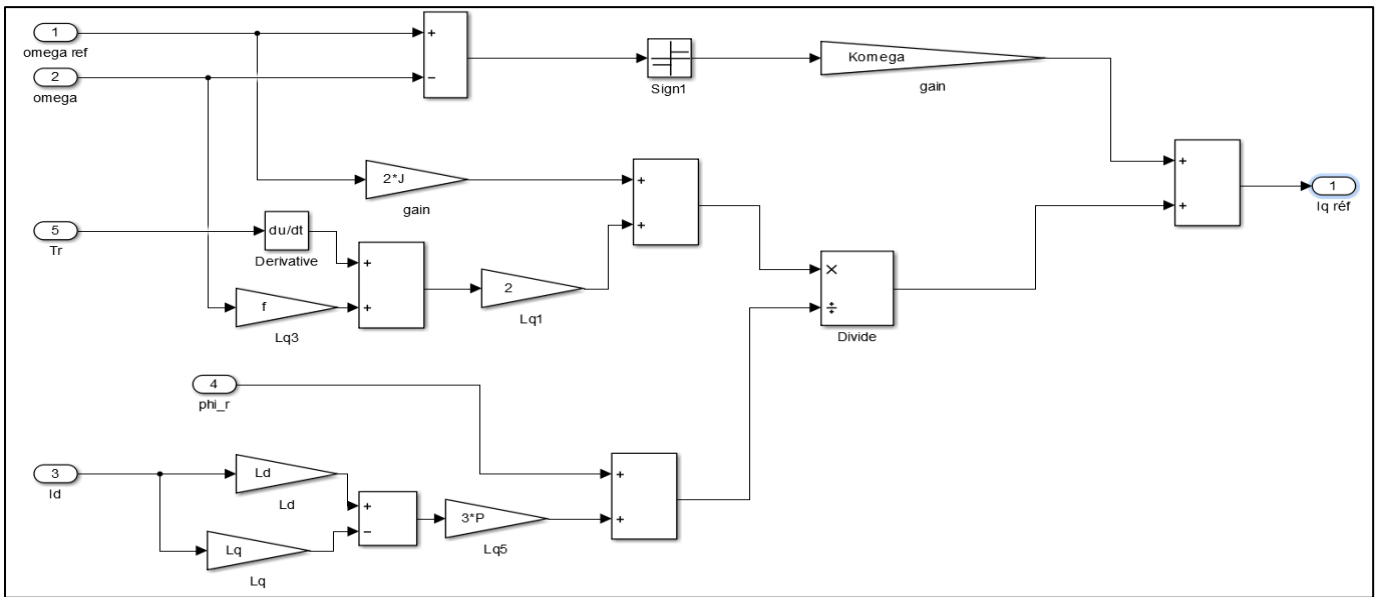 1
omega ref
2
omega
+
−
Sign1
Komega
gain
+
+
1
Iq réf
2*J
gain
+
+
5
Tr
du/dt
Derivative
+
+
f
Lq3
2
Lq1
×
÷
Divide
4
phi_r
3
Id
Ld
Ld
Lq
Lq
+
−
3*P
Lq5
+
+